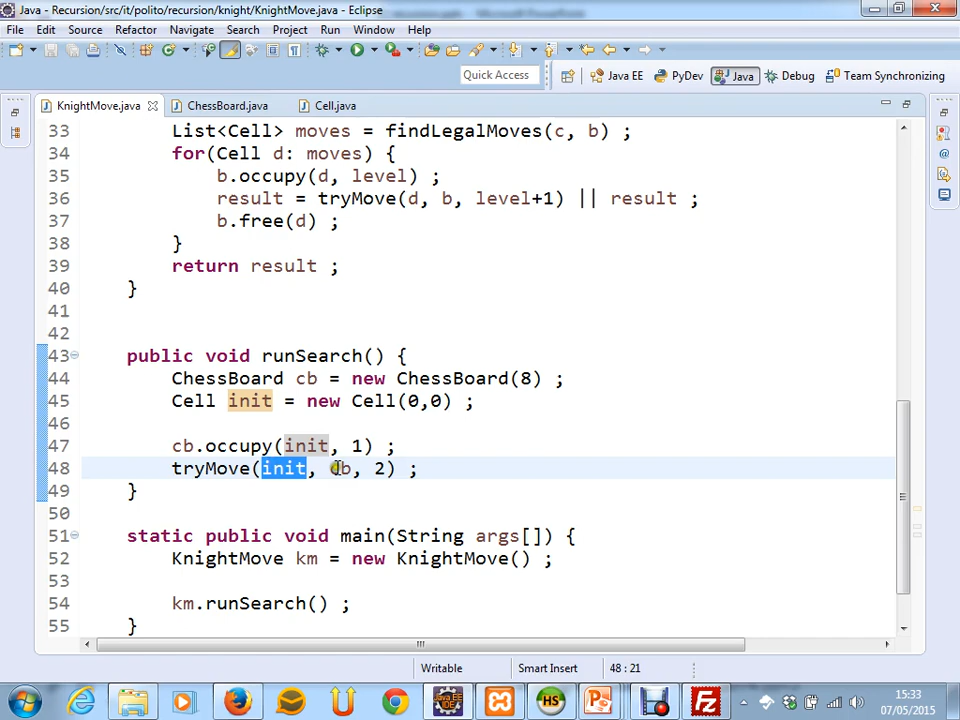 Java - Recursion/src/it/polito/recursion/knight/KnightMove.java - Eclipse
File Edit Source Refactor Navigate Search Project Run Window Help
Quick Access Java EE PyDev Java Debug Team Synchronizing
KnightMove.java ChessBoard.java Cell.java
33 List<Cell> moves = findLegalMoves(c, b) ;
34 for(Cell d: moves) {
35 b.occupy(d, level) ;
36 result = tryMove(d, b, level+1) || result ;
37 b.free(d) ;
38 }
39 return result ;
40 }
41
42
43 public void runSearch() {
44 ChessBoard cb = new ChessBoard(8) ;
45 Cell init = new Cell(0,0) ;
46
47 cb.occupy(init, 1) ;
48 tryMove(init, cb, 2) ;
49 }
50
51 static public void main(String args[]) {
52 KnightMove km = new KnightMove() ;
53
54 km.runSearch() ;
55 }
Writable Smart Insert 48 : 21
15:33
07/05/2015